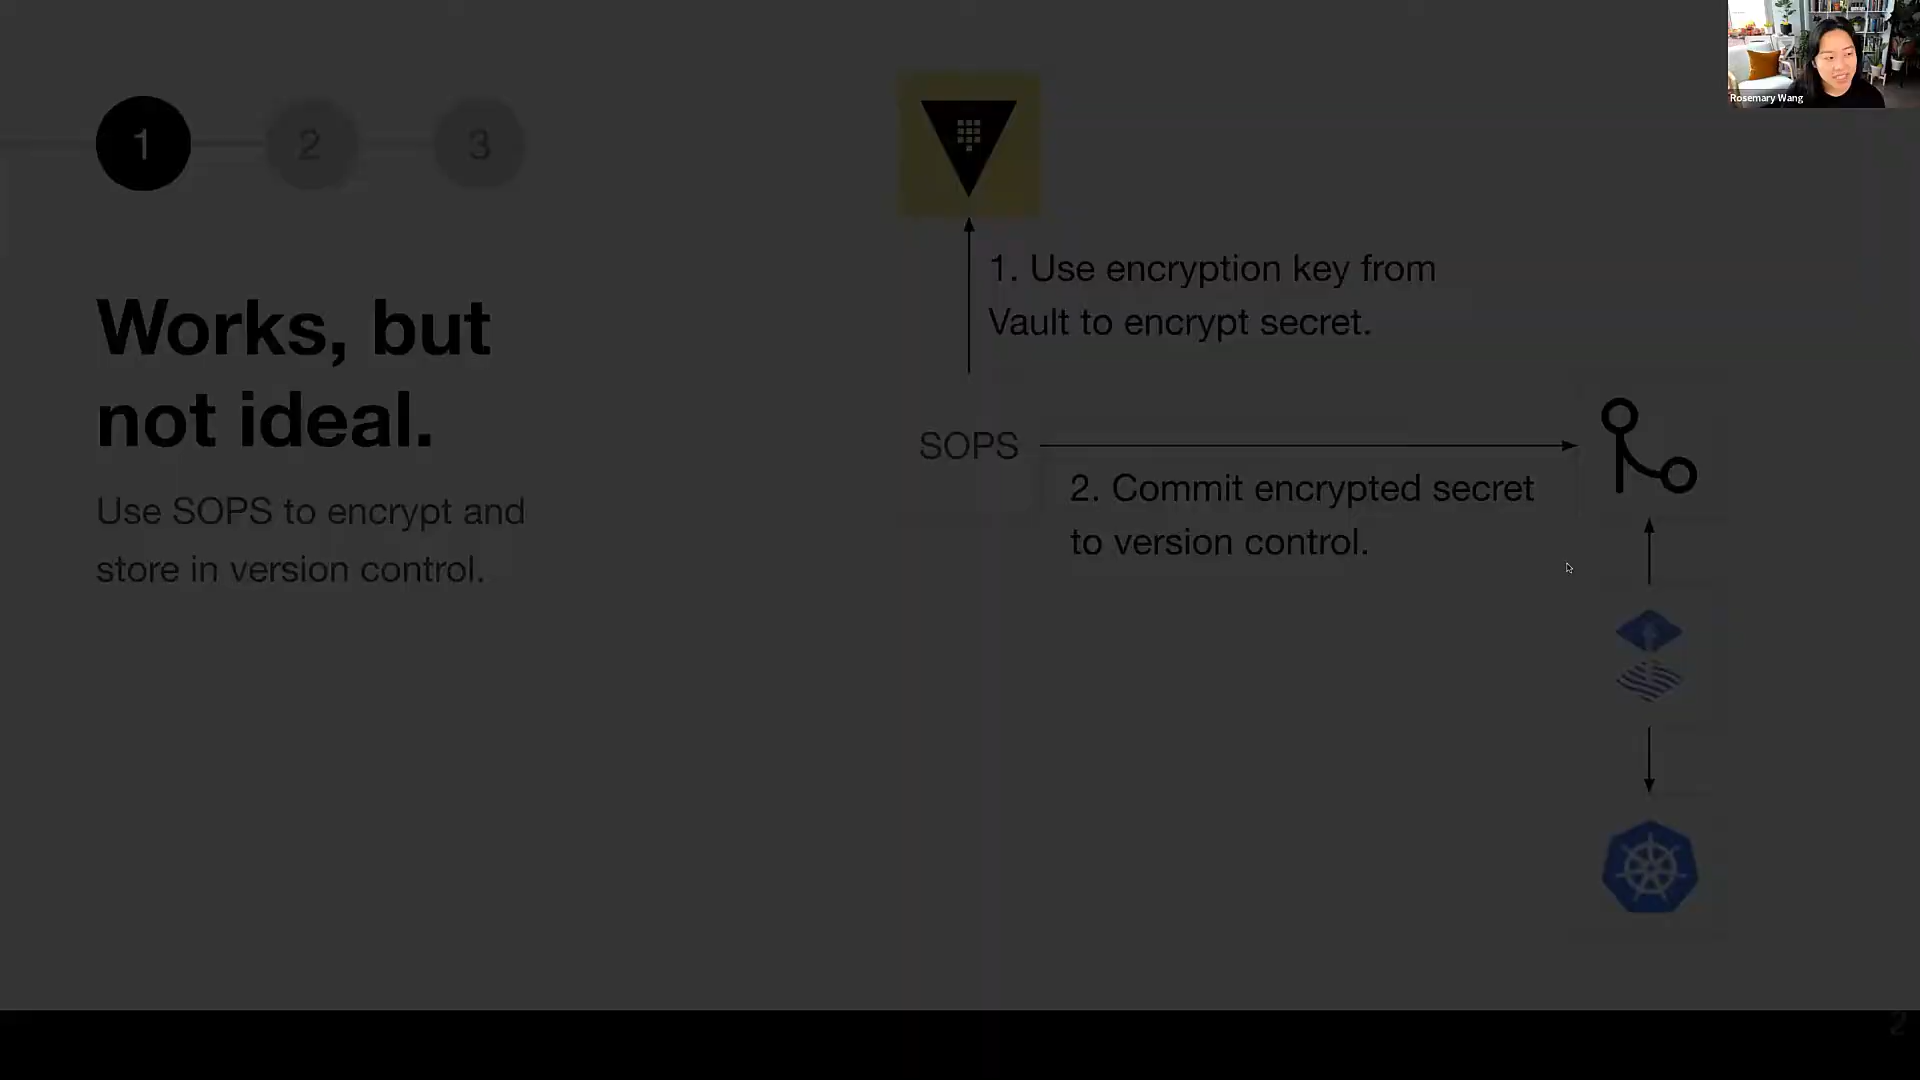 Rosemary Wang
1
2
3
Works, but
not ideal.
Use SOPS to encrypt and
store in version control.
1. Use encryption key from
Vault to encrypt secret.
SOPS
2. Commit encrypted secret
to version control.
2